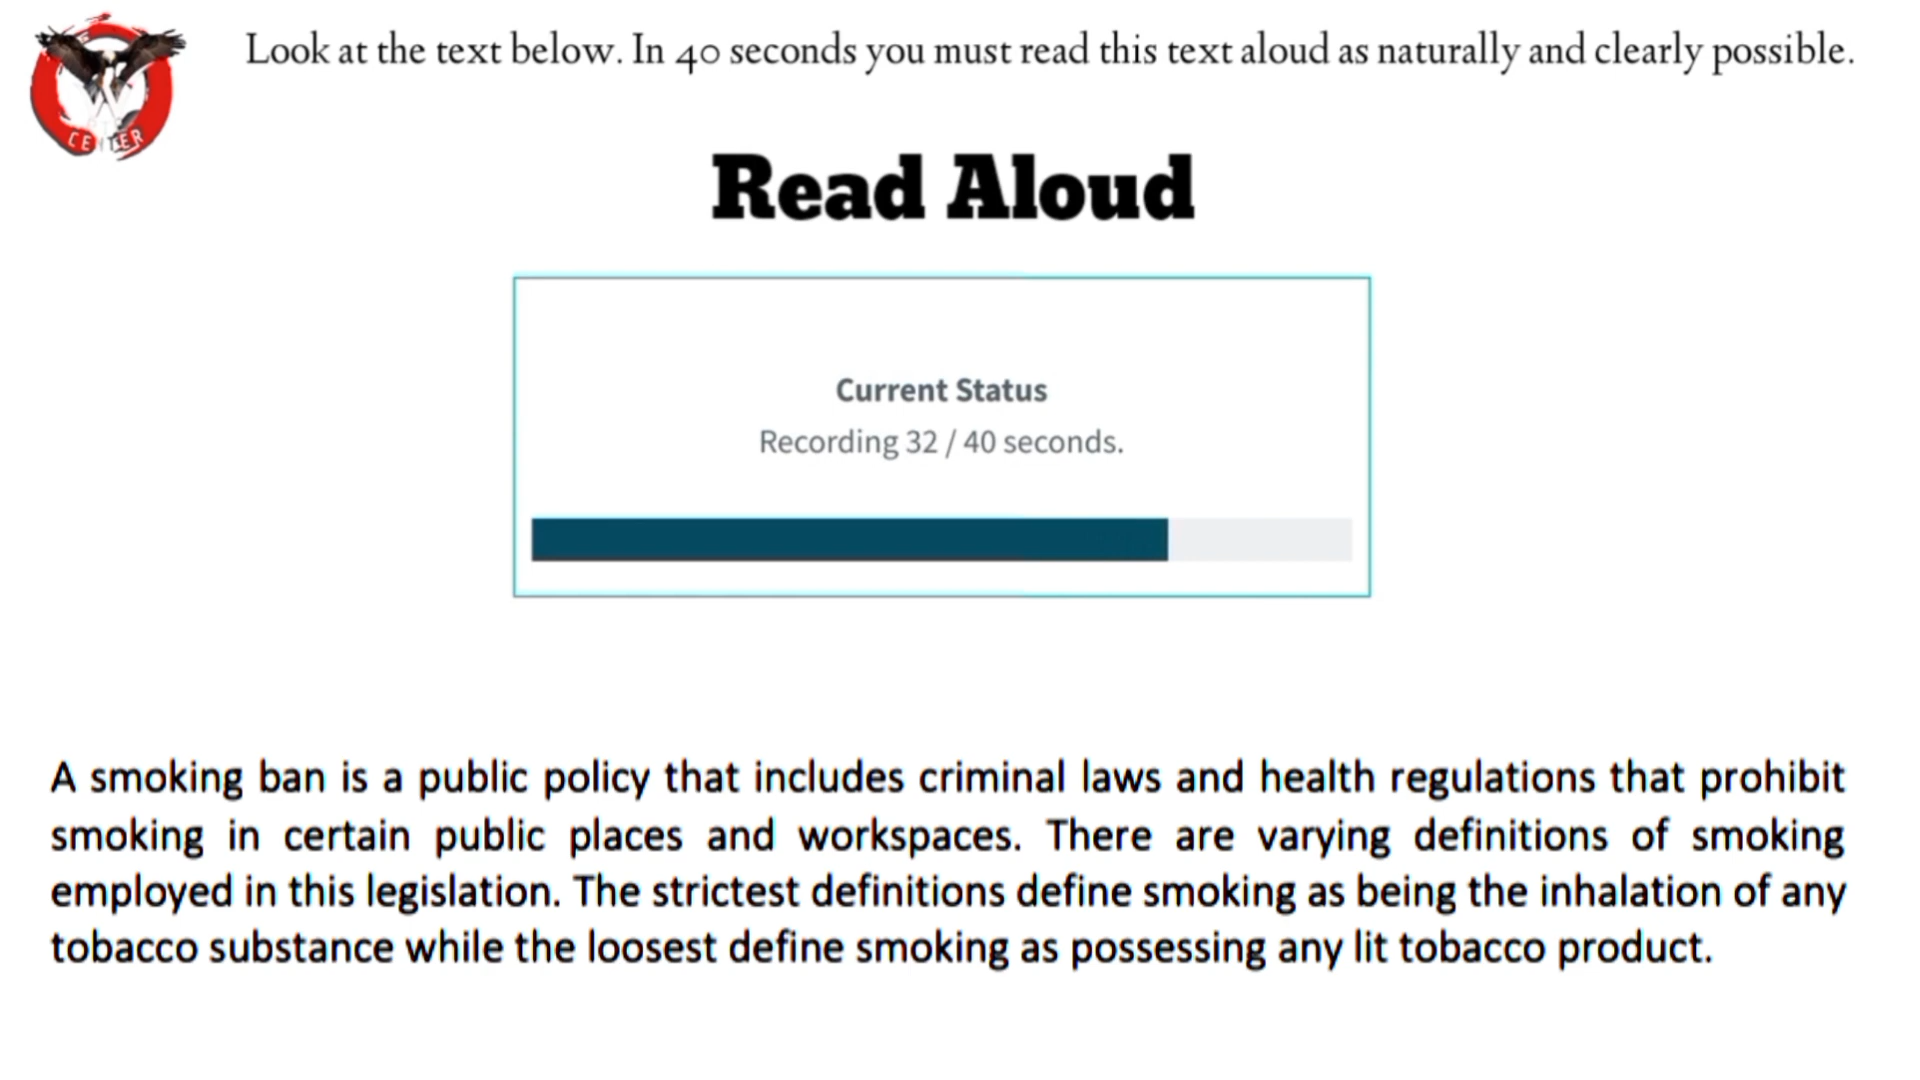 Look at the text below. In 40 seconds you must read this text aloud as naturally and clearly possible.
CENTER
Read Aloud
Current Status
Recording 32 / 40 seconds.
A smoking ban is a public policy that includes criminal laws and health regulations that prohibit
smoking in certain public places and workspaces. There are varying definitions of smoking
employed in this legislation. The strictest definitions define smoking as being the inhalation of any
tobacco substance while the loosest define smoking as possessing any lit tobacco product.